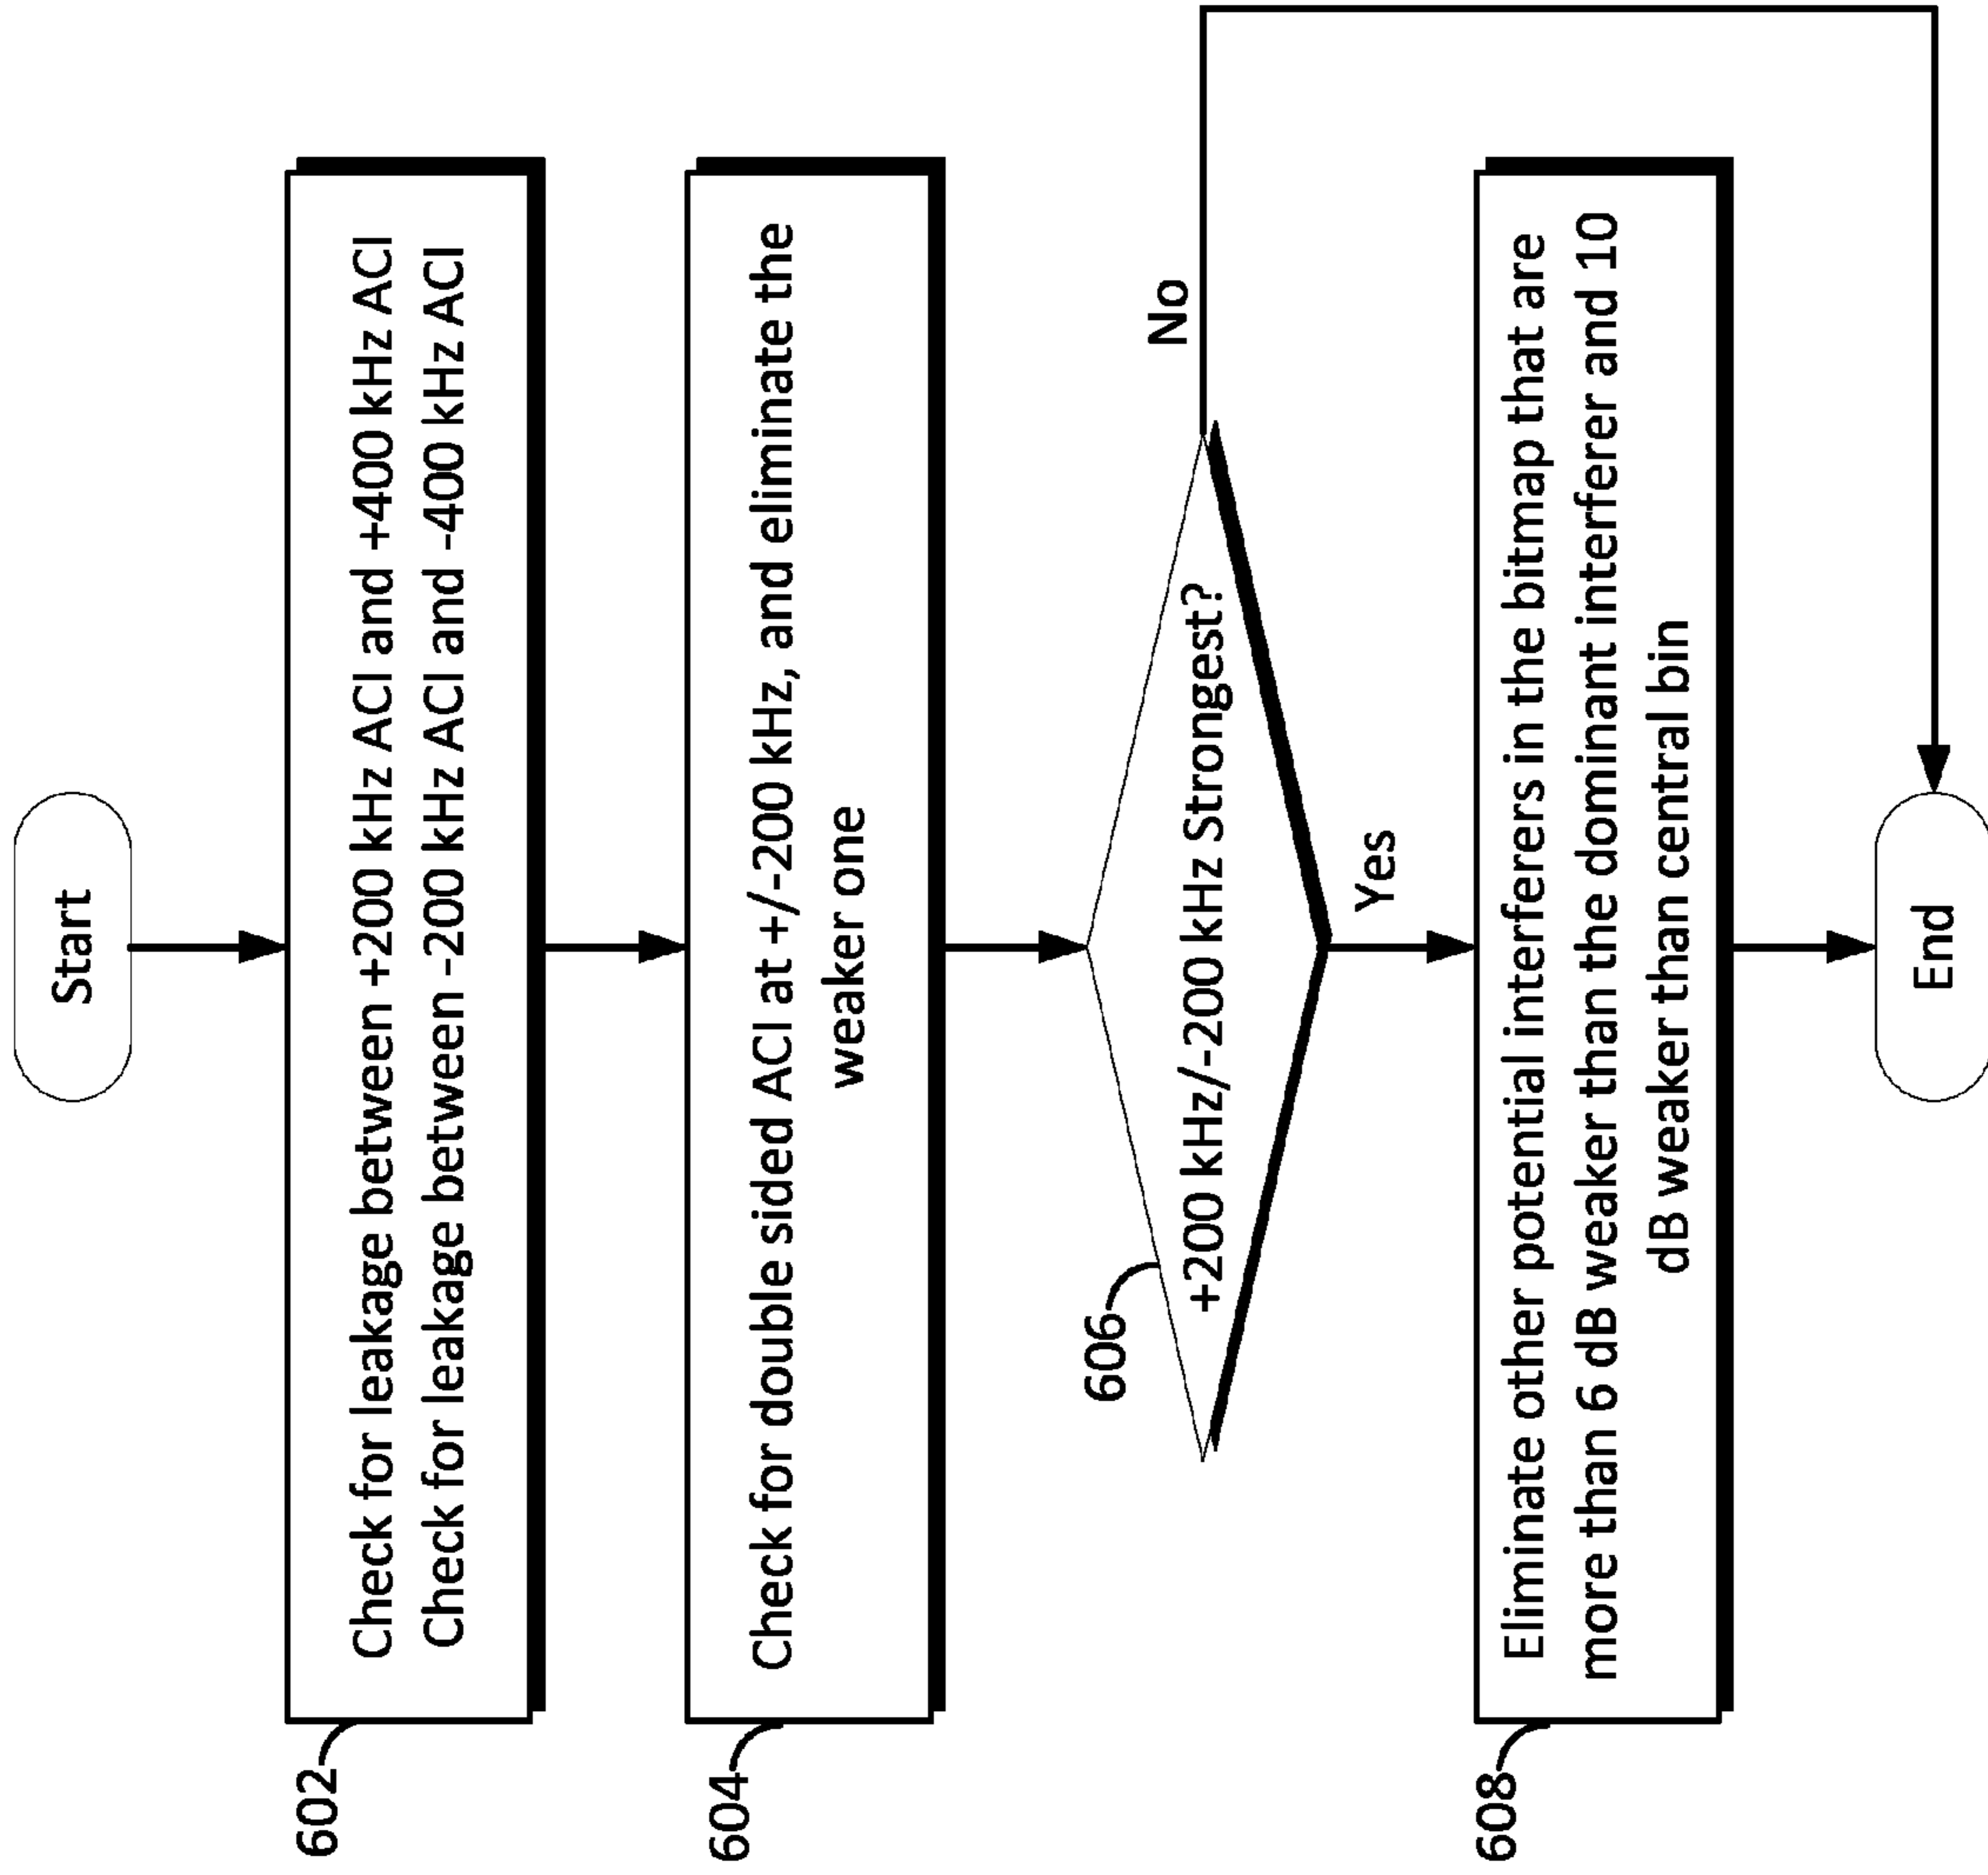 Start
602
Check for leakage between +200 kHz ACI and +400 kHz ACI
Check for leakage between -200 kHz ACI and -400 kHz ACI
604
Check for double sided ACI at +/-200 kHz, and eliminate the
weaker one
606
+200 kHz/-200 kHz Strongest?
No
Yes
608
Eliminate other potential interferers in the bitmap that are
more than 6 dB weaker than the dominant interferer and 10
dB weaker than central bin
End